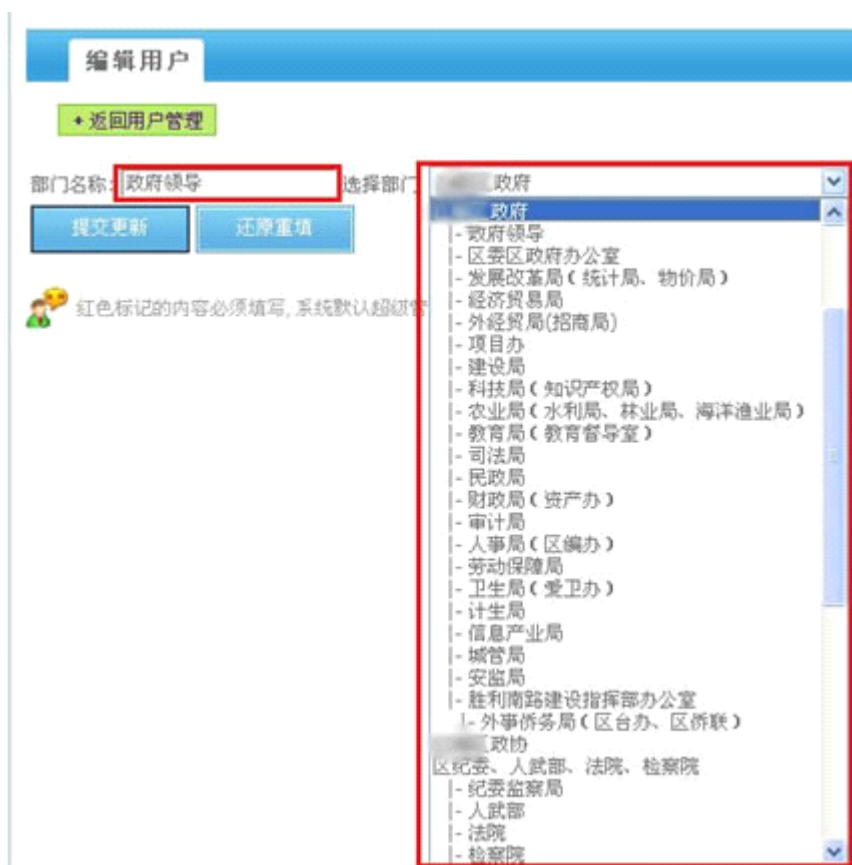 编辑用户
+ 返回用户管理
部门名称: 政府领导 选择部门 政府
提交更新 还原重填
红色标记的内容必须填写, 系统默认超级管
政府
|- 政府领导
|- 区委区政府办公室
|- 发展改革局(统计局、物价局)
|- 经济贸易局
|- 外经贸局(招商局)
|- 项目办
|- 建设局
|- 科技局(知识产权局)
|- 农业局(水利局、林业局、海洋渔业局)
|- 教育局(教育督导室)
|- 司法局
|- 民政局
|- 财政局(资产办)
|- 审计局
|- 人事局(区编办)
|- 劳动保障局
|- 卫生局(爱卫办)
|- 计生局
|- 信息产业局
|- 城管局
|- 安监局
|- 胜利南路建设指挥部办公室
|- 外事侨务局(区台办、区侨联)
区政协
区纪委、人武部、法院、检察院
|- 纪委监察局
|- 人武部
|- 法院
|- 检察院